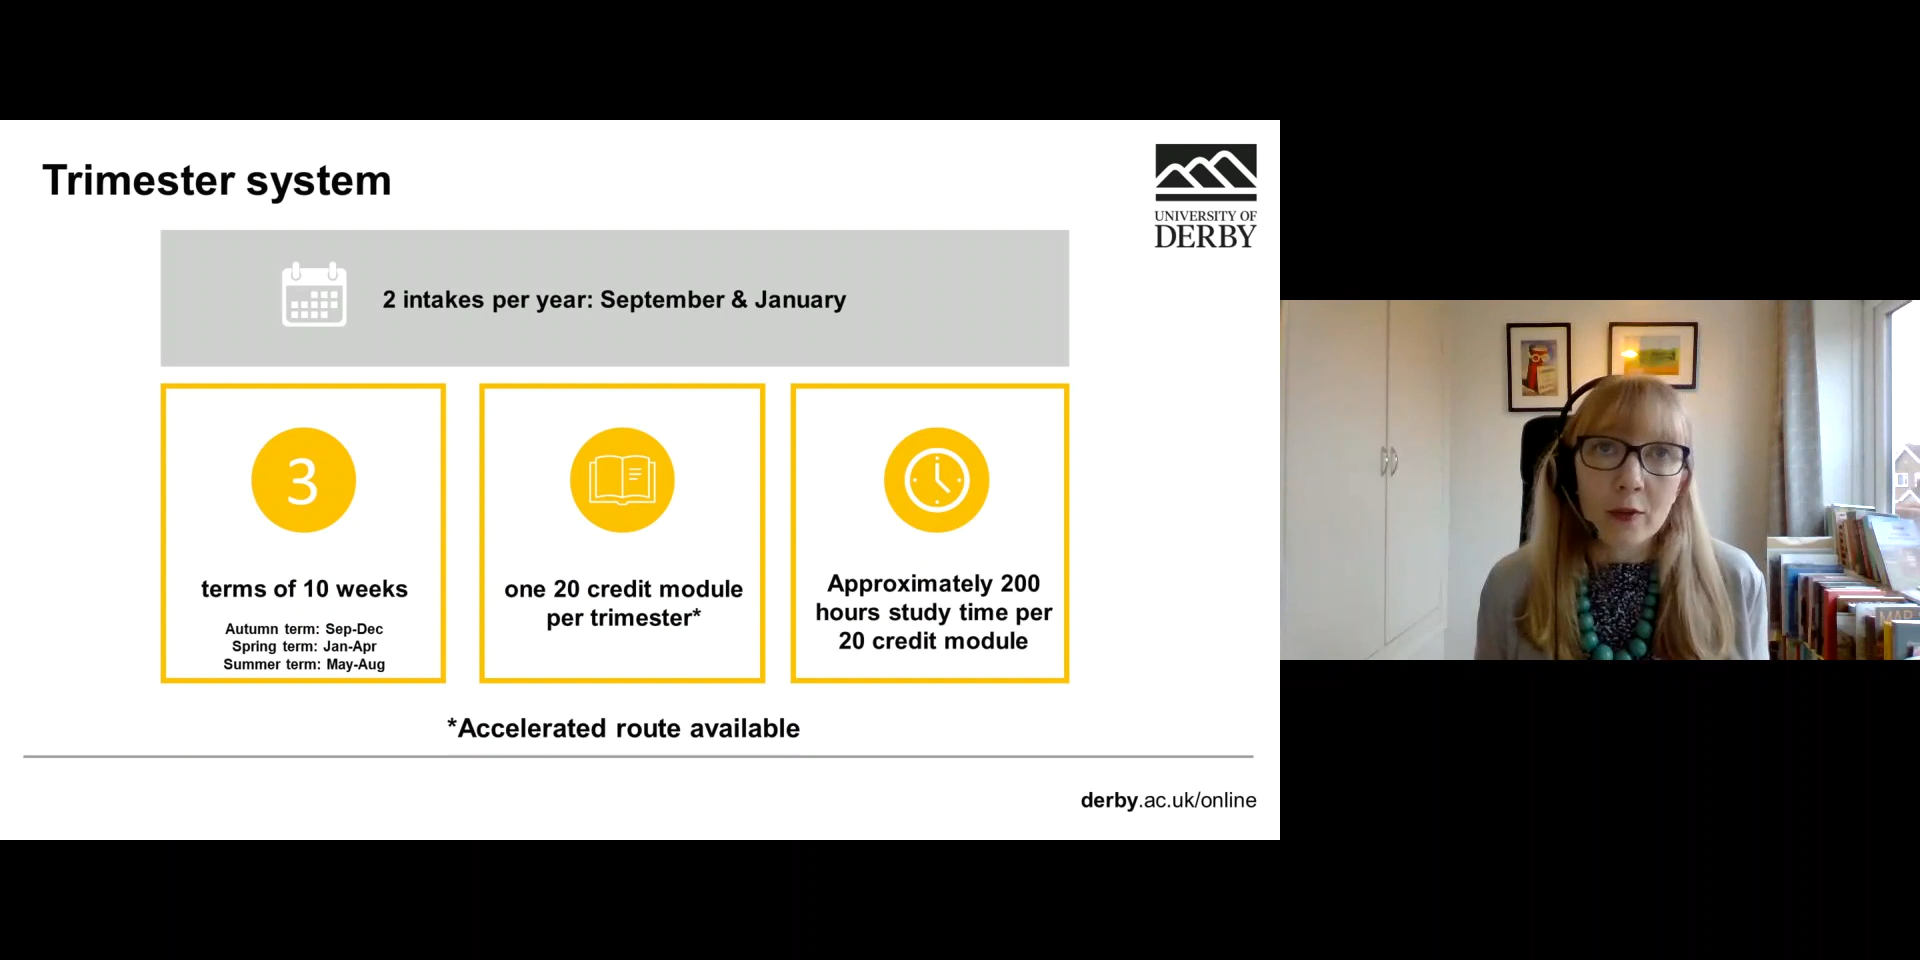 Trimester system
UNIVERSITY OF
DERBY
2 intakes per year: September & January
3
terms of 10 weeks
Autumn term: Sep-Dec
Spring term: Jan-Apr
Summer term: May-Aug
one 20 credit module
per trimester*
Approximately 200
hours study time per
20 credit module
*Accelerated route available
derby.ac.uk/online